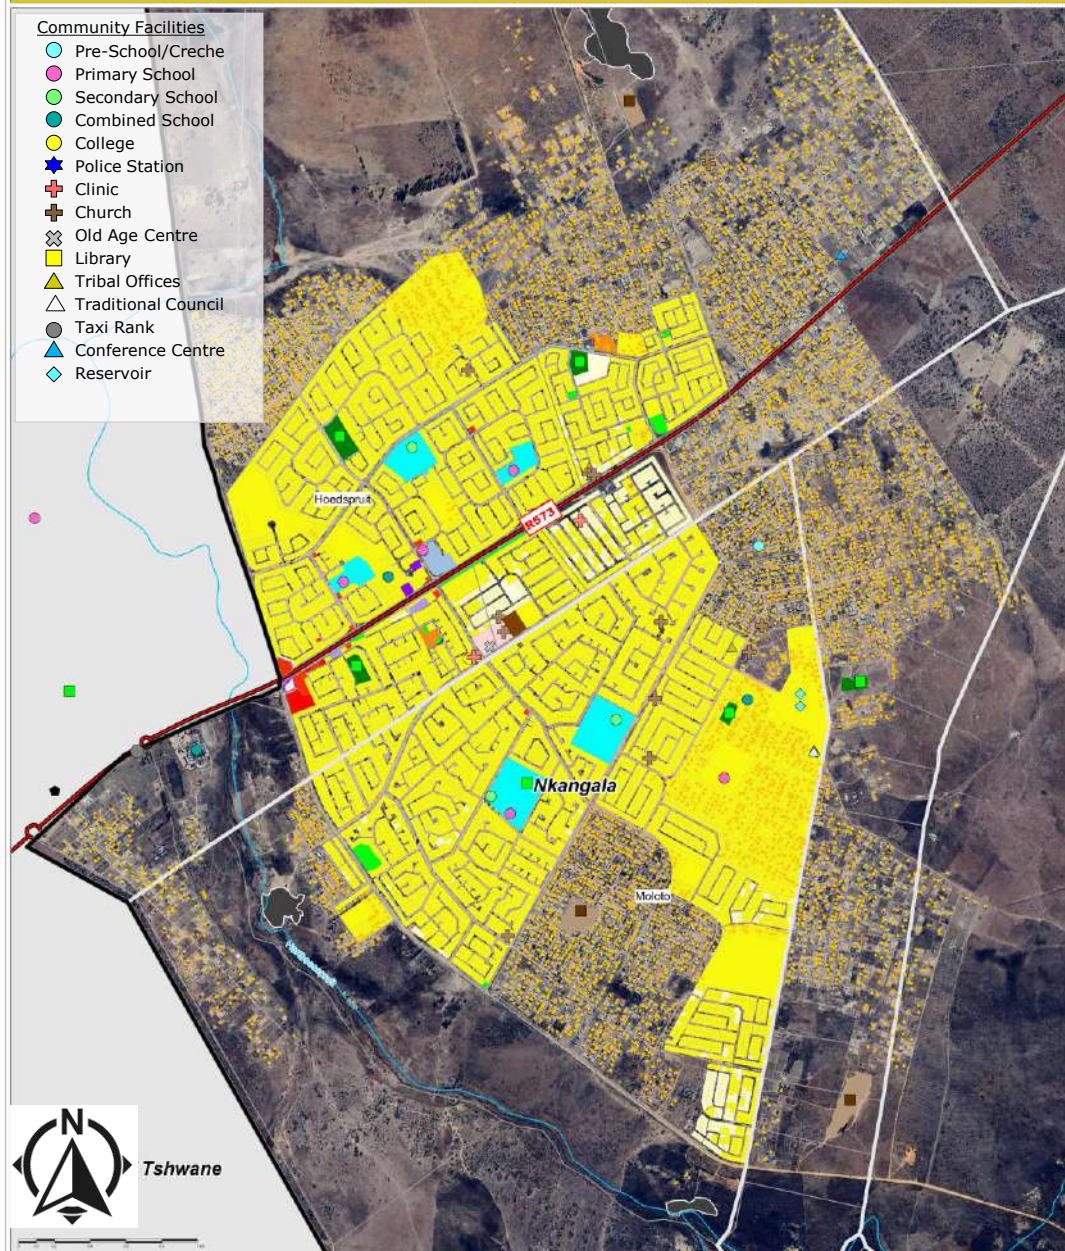 Community Facilities
Pre-School/Creche
Primary School
Secondary School
Combined School
College
Police Station
Clinic
Church
Old Age Centre
Library
Tribal Offices
Traditional Council
Taxi Rank
Conference Centre
Reservoir
Hoedspruit
R573
Nkangala
Moloto
N
Tshwane